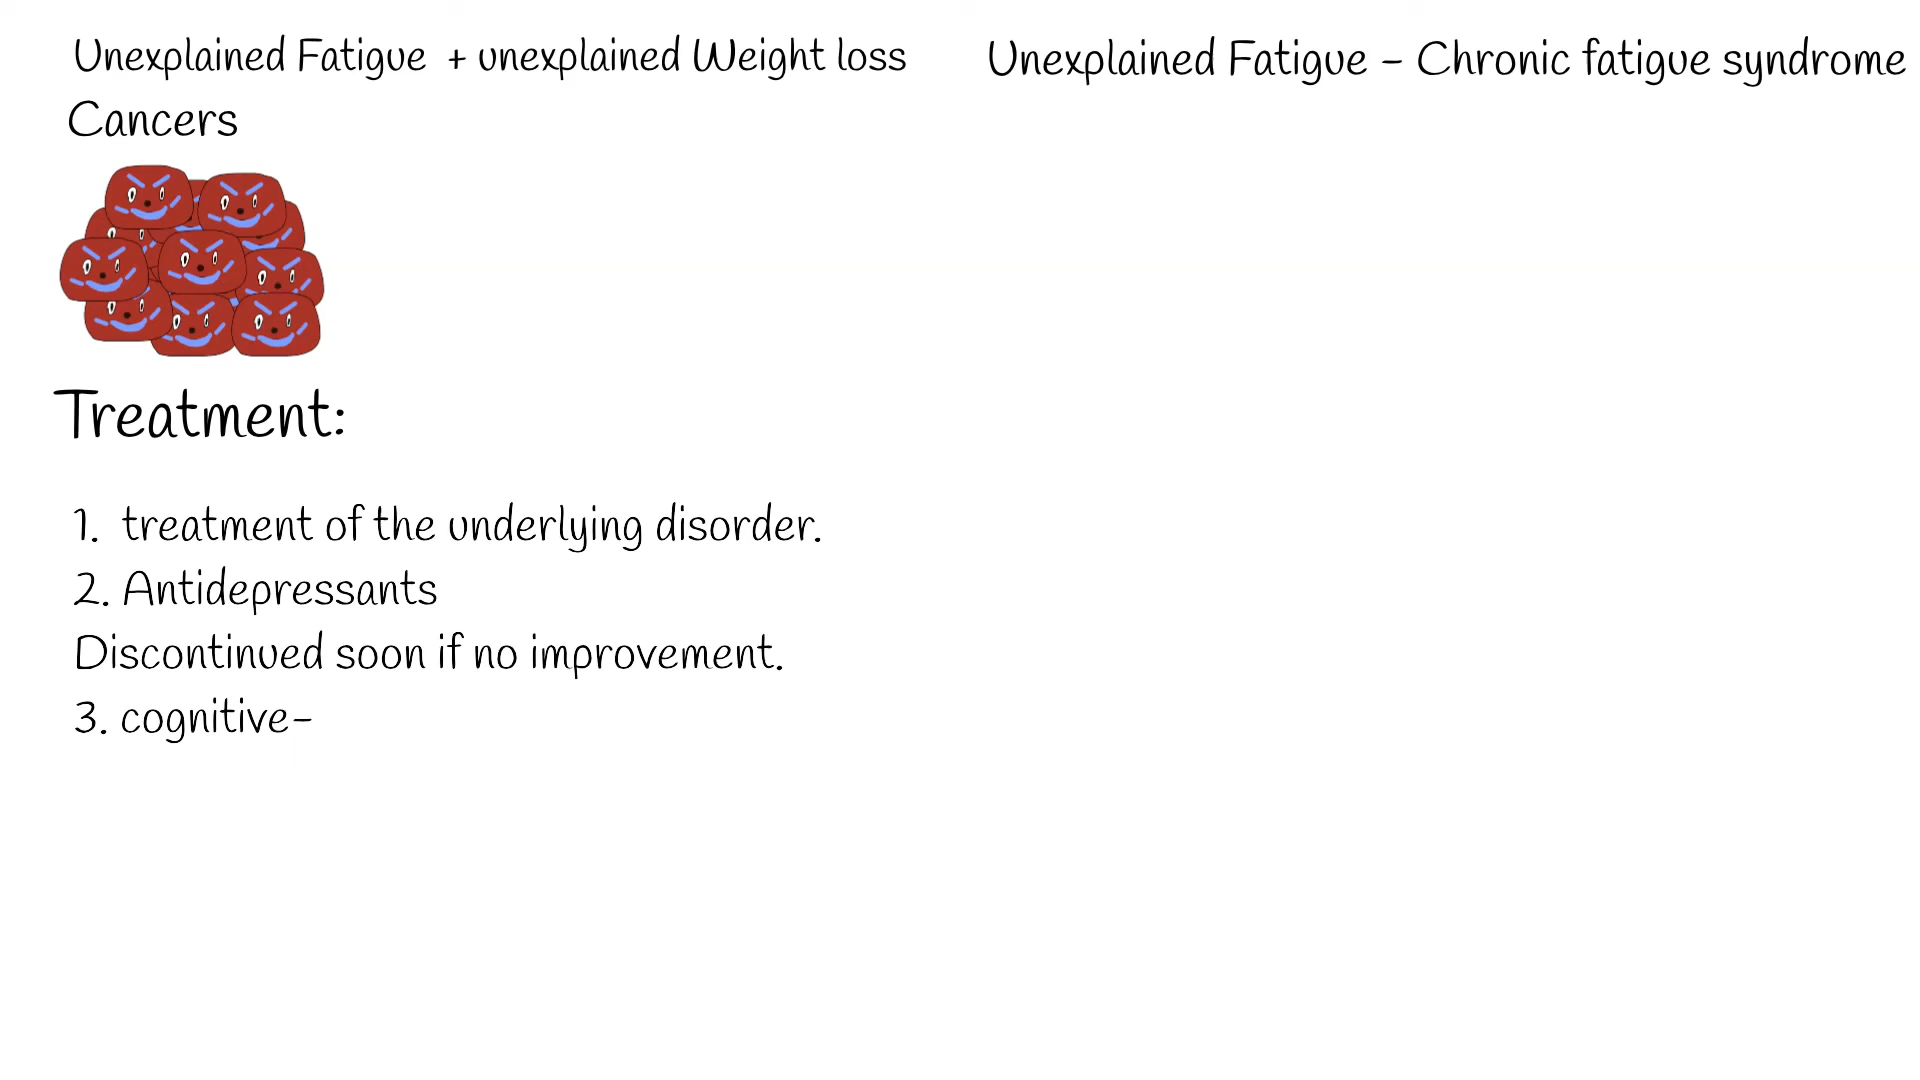 Unexplained Fatigue + unexplained Weight loss
Cancers
Unexplained Fatigue - Chronic fatigue syndrome
Treatment:
1. treatment of the underlying disorder.
2. Antidepressants
Discontinued soon if no improvement.
3. cognitive-